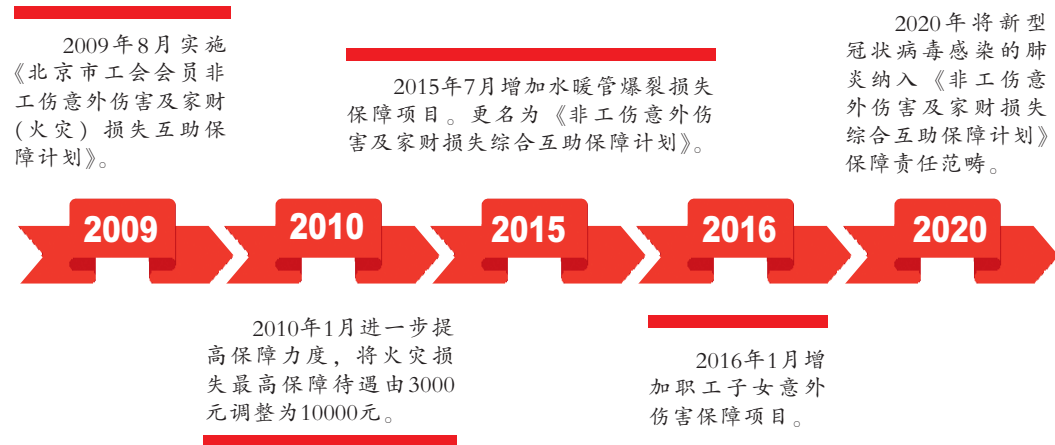 2009年8月实施
《北京市工会会员非
工伤意外伤害及家财
(火灾)损失互助保
障计划》。
2015年7月增加水暖管爆裂损失
保障项目。更名为《非工伤意外伤
害及家财损失综合互助保障计划》。
2020年将新型
冠状病毒感染的肺
炎纳入《非工伤意
外伤害及家财损失
综合互助保障计划》
保障责任范畴。
2009
2010
2015
2016
2020
2010年1月进一步提
高保障力度，将火灾损
失最高保障待遇由3000
元调整为10000元。
2016年1月增
加职工子女意外
伤害保障项目。